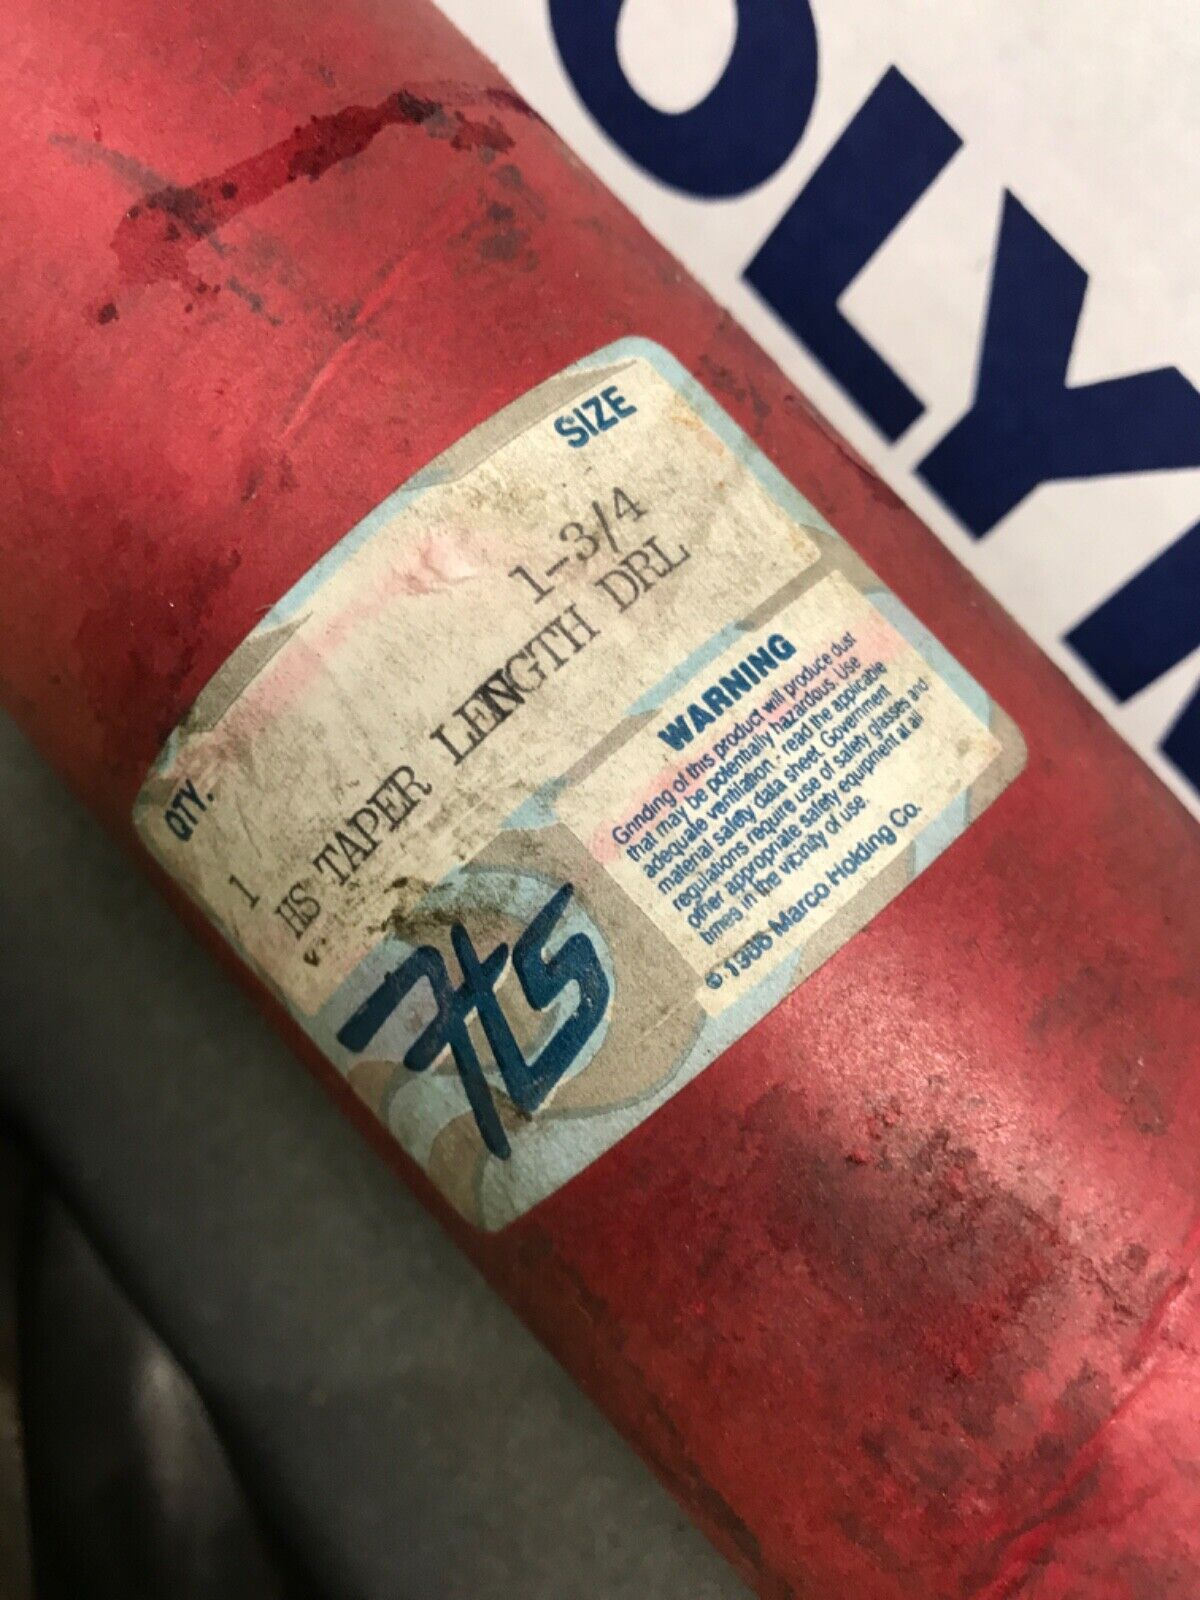 OLYM
SIZE
1-3/4
QTY.
1
HS TAPER LENGTH DRL
WARNING
Grinding of this product will produce dust
that may be potentially hazardous. Use
adequate ventilation - read the applicable
material safety data sheet. Government
regulations require use of safety glasses and
other appropriate safety equipment at all
times in the vicinity of use.
© 1986 Marco Holding Co.